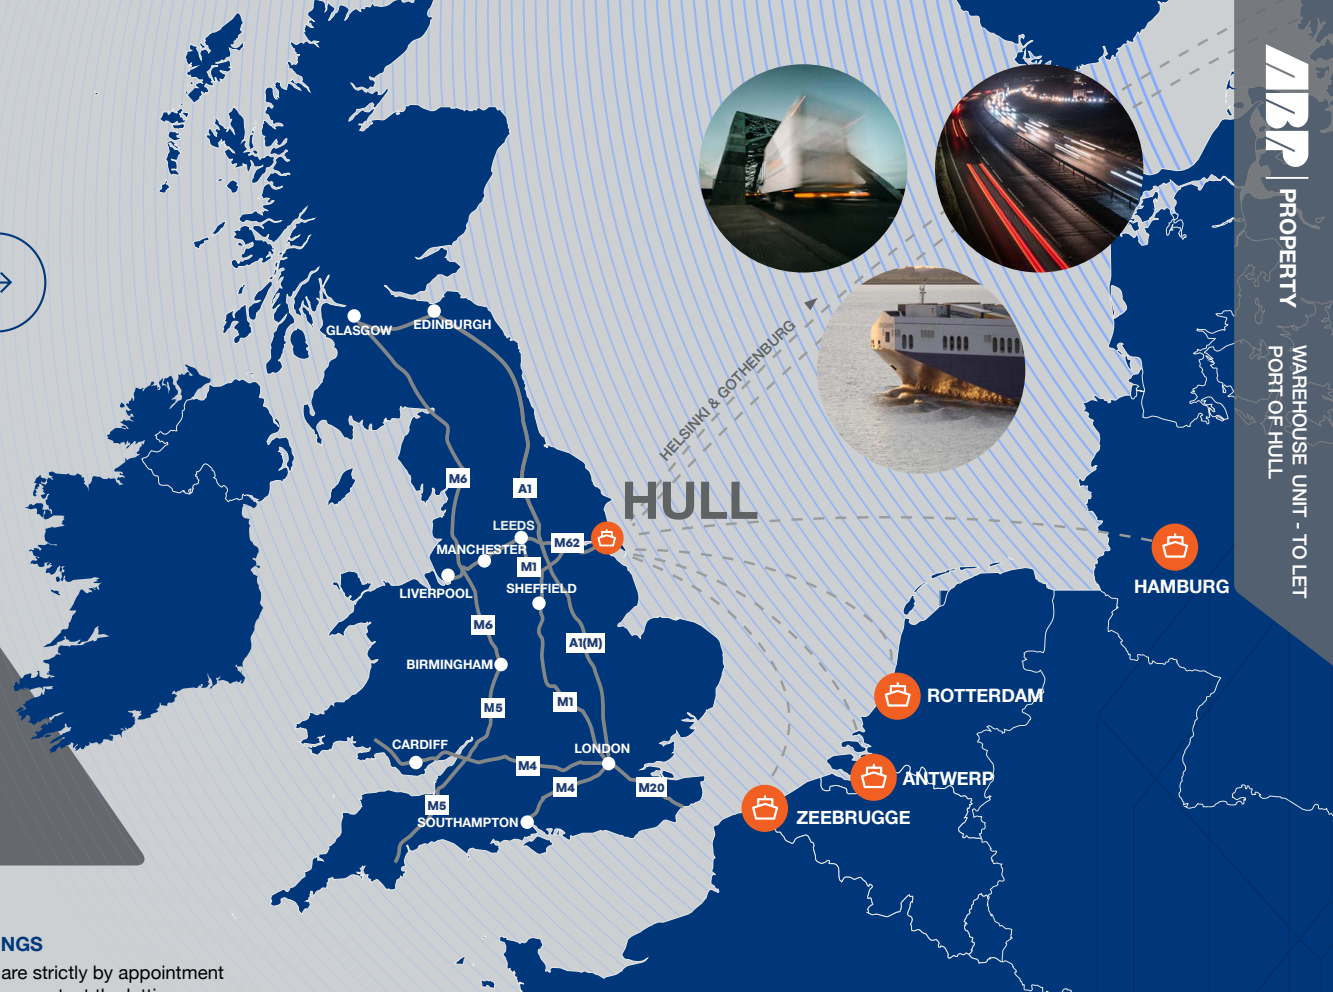 ABP
PROPERTY
WAREHOUSE UNIT - TO LET
PORT OF HULL
GLASGOW
EDINBURGH
HELSINKI & GOTHENBURG
M6
A1
HULL
LEEDS
M62
MANCHESTER
M1
LIVERPOOL
SHEFFIELD
HAMBURG
M6
A1(M)
BIRMINGHAM
ROTTERDAM
M5
M1
CARDIFF
LONDON
M4
ANTWERP
M4
M20
M5
SOUTHAMPTON
ZEEBRUGGE
NGS
are strictly by appointment